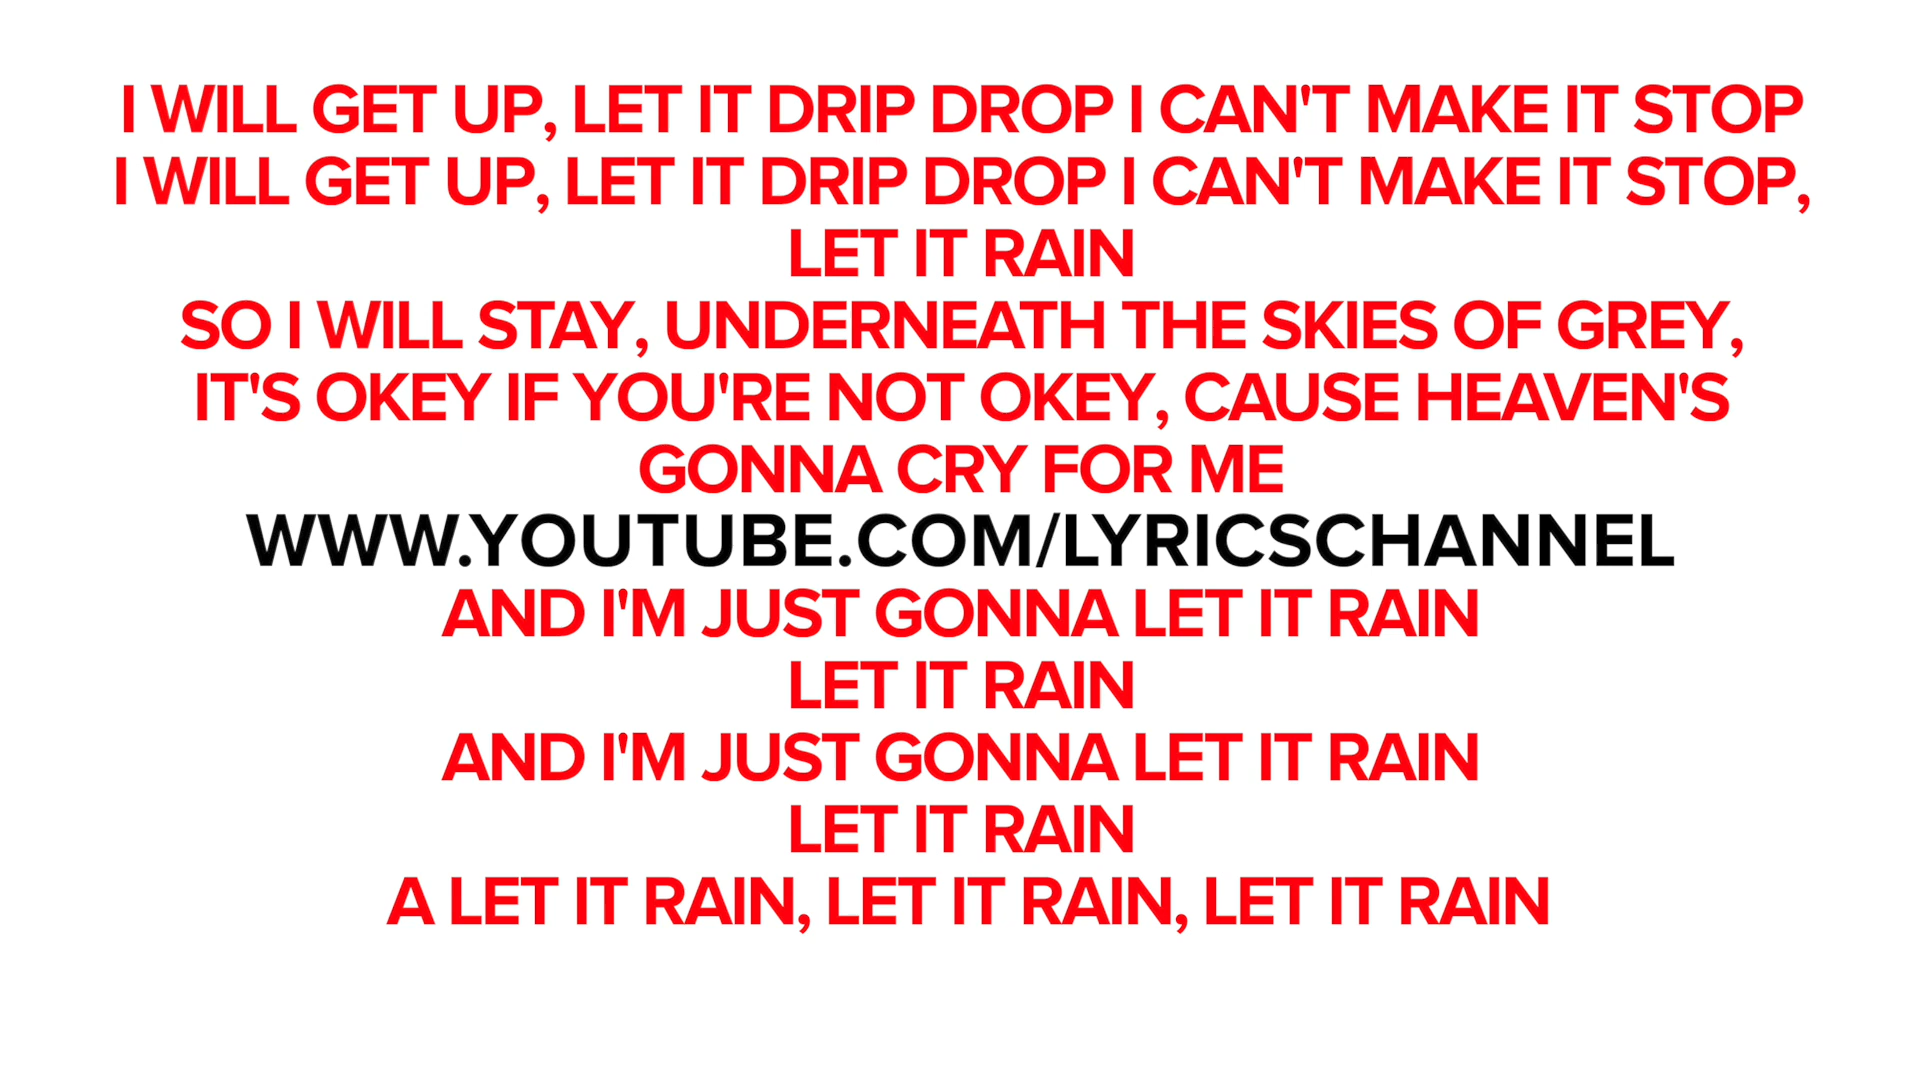 I WILL GET UP, LET IT DRIP DROP I CAN'T MAKE IT STOP
I WILL GET UP, LET IT DRIP DROP I CAN'T MAKE IT STOP,
LET IT RAIN
SO I WILL STAY, UNDERNEATH THE SKIES OF GREY,
IT'S OKEY IF YOU'RE NOT OKEY, CAUSE HEAVEN'S
GONNA CRY FOR ME
WWW.YOUTUBE.COM/LYRICSCHANNEL
AND I'M JUST GONNA LET IT RAIN
LET IT RAIN
AND I'M JUST GONNA LET IT RAIN
LET IT RAIN
A LET IT RAIN, LET IT RAIN, LET IT RAIN